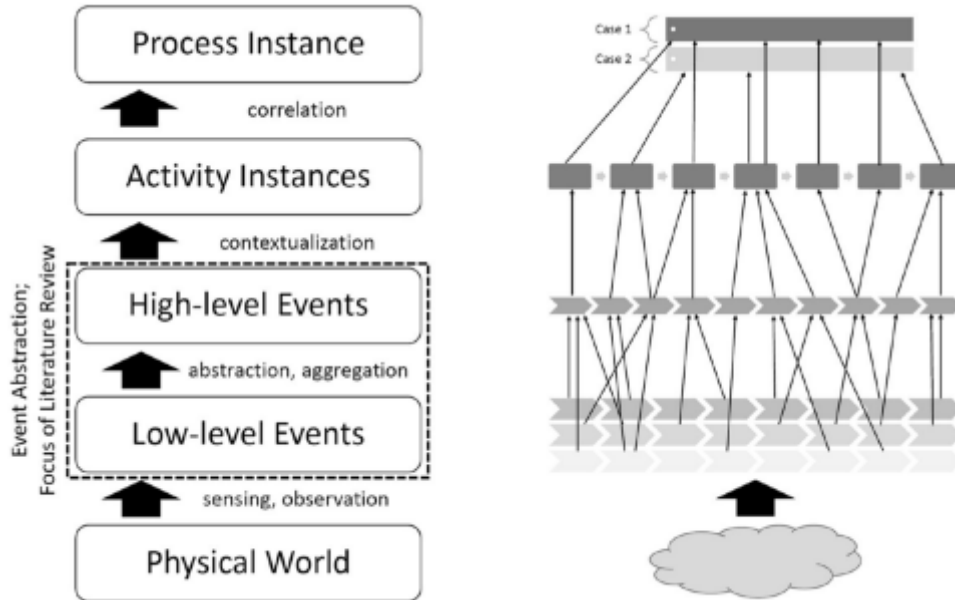 Process Instance
correlation
Activity Instances
contextualization
High-level Events
abstraction, aggregation
Low-level Events
sensing, observation
Physical World
Event Abstraction;
Focus of Literature Review
Case 1
Case 2